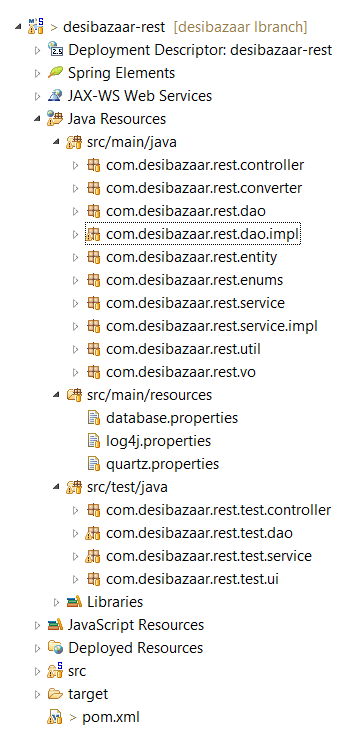 > desibazaar-rest [desibazaar lbranch]
Deployment Descriptor: desibazaar-rest
Spring Elements
JAX-WS Web Services
Java Resources
src/main/java
com.desibazaar.rest.controller
com.desibazaar.rest.converter
com.desibazaar.rest.dao
com.desibazaar.rest.dao.impl
com.desibazaar.rest.entity
com.desibazaar.rest.enums
com.desibazaar.rest.service
com.desibazaar.rest.service.impl
com.desibazaar.rest.util
com.desibazaar.rest.vo
src/main/resources
database.properties
log4j.properties
quartz.properties
src/test/java
com.desibazaar.rest.test.controller
com.desibazaar.rest.test.dao
com.desibazaar.rest.test.service
com.desibazaar.rest.test.ui
Libraries
JavaScript Resources
Deployed Resources
src
target
> pom.xml